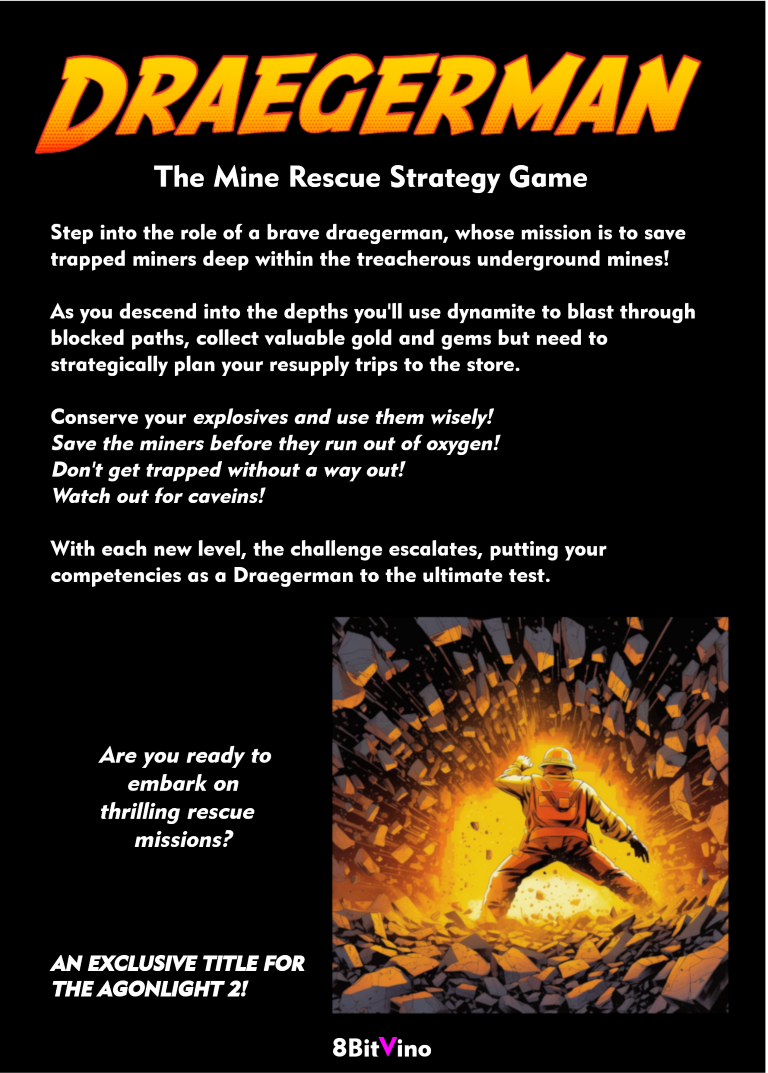 DRAEGERMAN
The Mine Rescue Strategy Game
Step into the role of a brave draegerman, whose mission is to save
trapped miners deep within the treacherous underground mines!
As you descend into the depths you'll use dynamite to blast through
blocked paths, collect valuable gold and gems but need to
strategically plan your resupply trips to the store.
Conserve your explosives and use them wisely!
Save the miners before they run out of oxygen!
Don't get trapped without a way out!
Watch out for caveins!
With each new level, the challenge escalates, putting your
competencies as a Draegerman to the ultimate test.
Are you ready to
embark on
thrilling rescue
missions?
AN EXCLUSIVE TITLE FOR
THE AGONLIGHT 2!
8BitVino